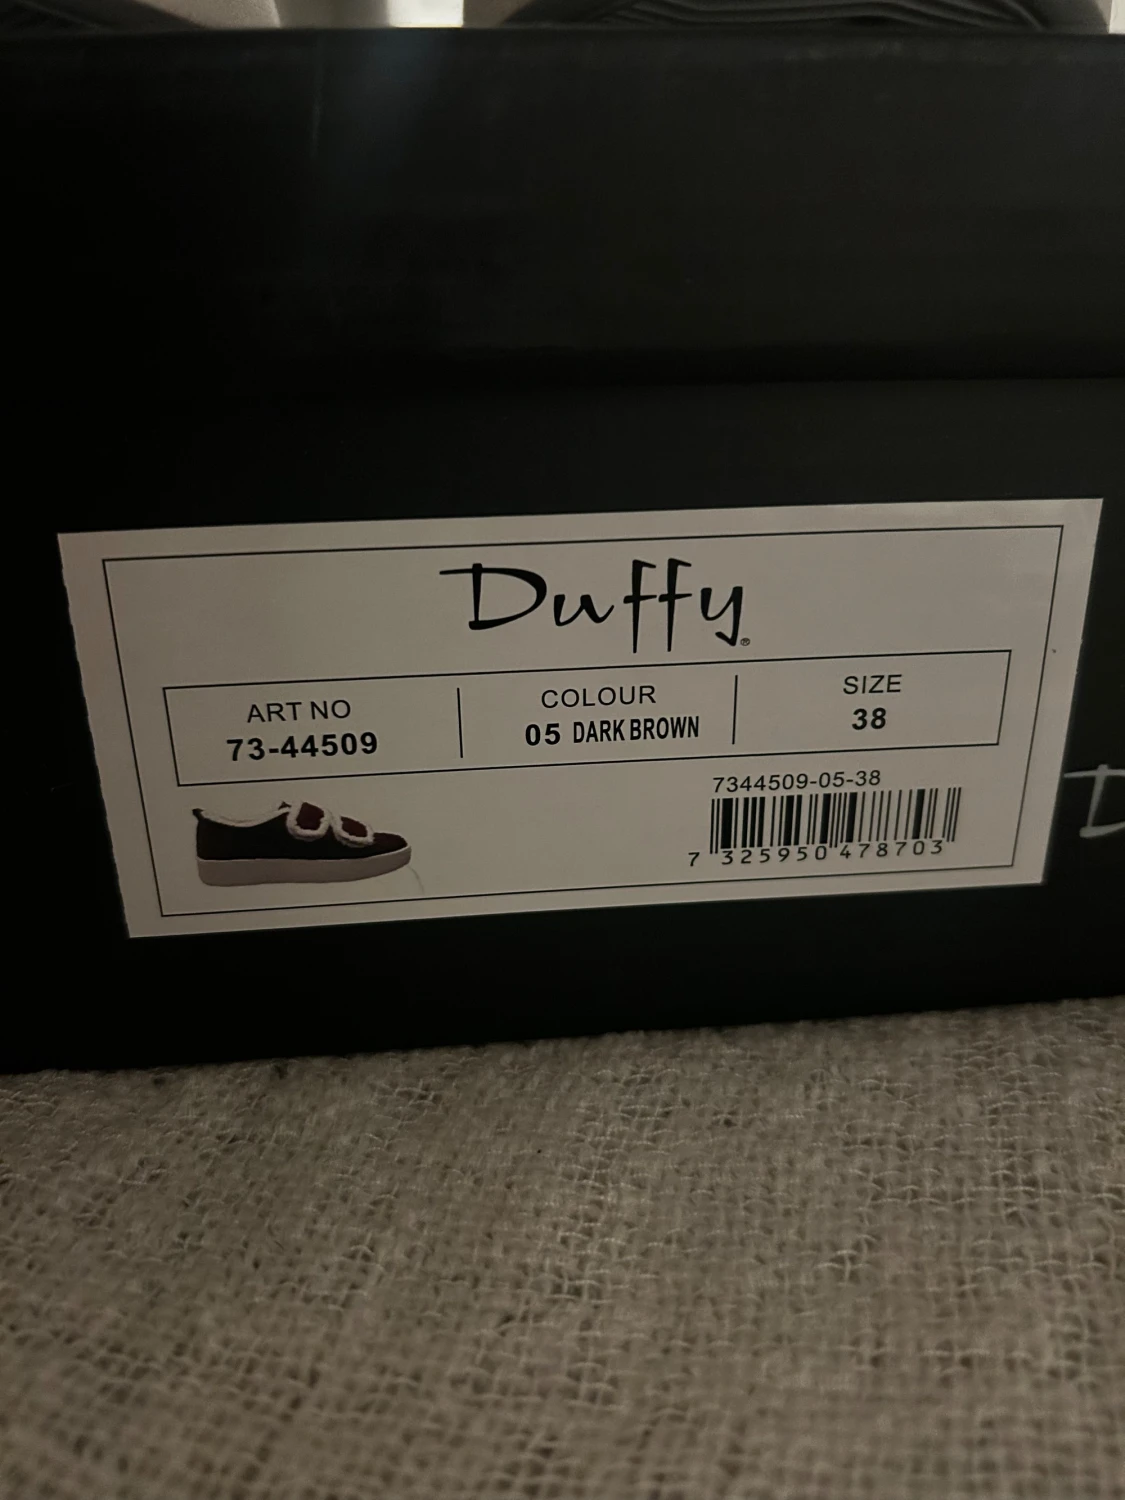 Duffy®
ART NO
73-44509
COLOUR
05 DARK BROWN
SIZE
38
7344509-05-38
7 325950 478703
D